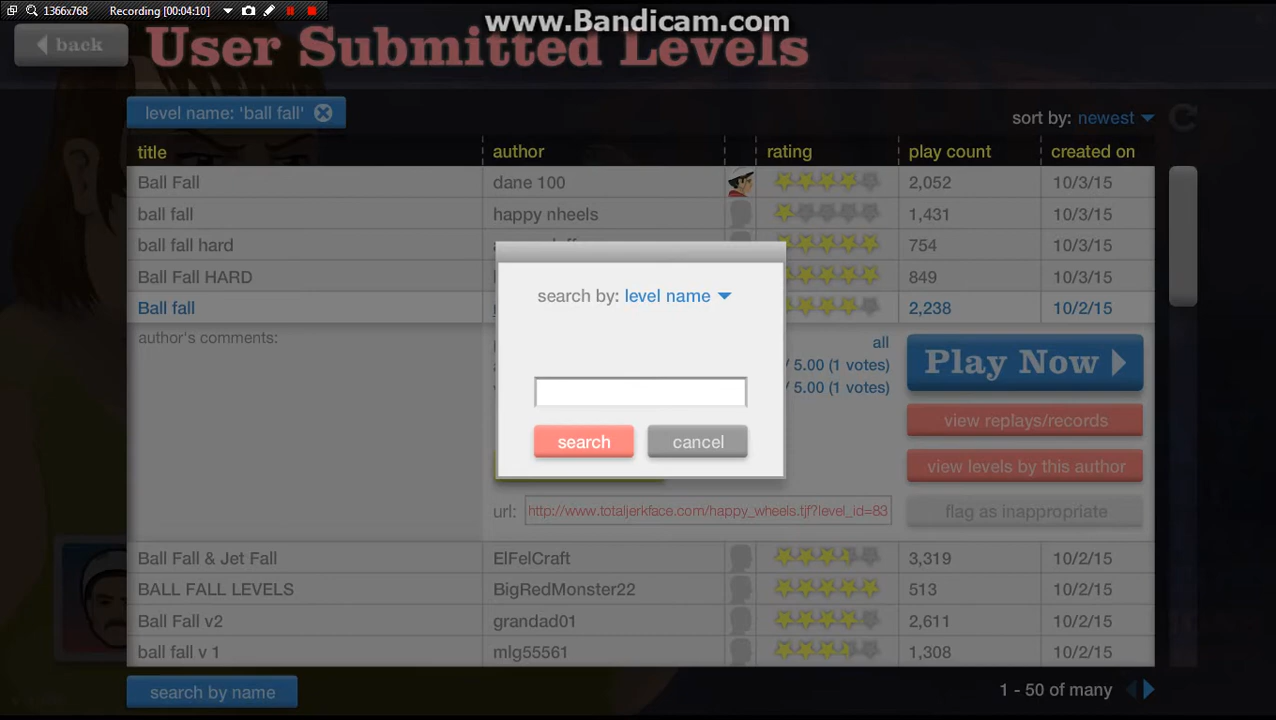 1366x768 Recording [00:04:10]
www.Bandicam.com
back User Submitted Levels
level name: 'ball fall' sort by: newest
title author rating play count created on
Ball Fall dane 100 2,052 10/3/15
ball fall happy nheels 1,431 10/3/15
ball fall hard 754 10/3/15
Ball Fall HARD 849 10/3/15
Ball fall 2,238 10/2/15
search by: level name
author's comments:
all
/ 5.00 (1 votes)
/ 5.00 (1 votes)
Play Now
view replays/records
search cancel
view levels by this author
url: http://www.totaljerkface.com/happy_wheels.tjf?level_id=83
flag as inappropriate
Ball Fall & Jet Fall ElFelCraft 3,319 10/2/15
BALL FALL LEVELS BigRedMonster22 513 10/2/15
Ball Fall v2 grandad01 2,611 10/2/15
ball fall v 1 mlg55561 1,308 10/2/15
search by name 1 - 50 of many